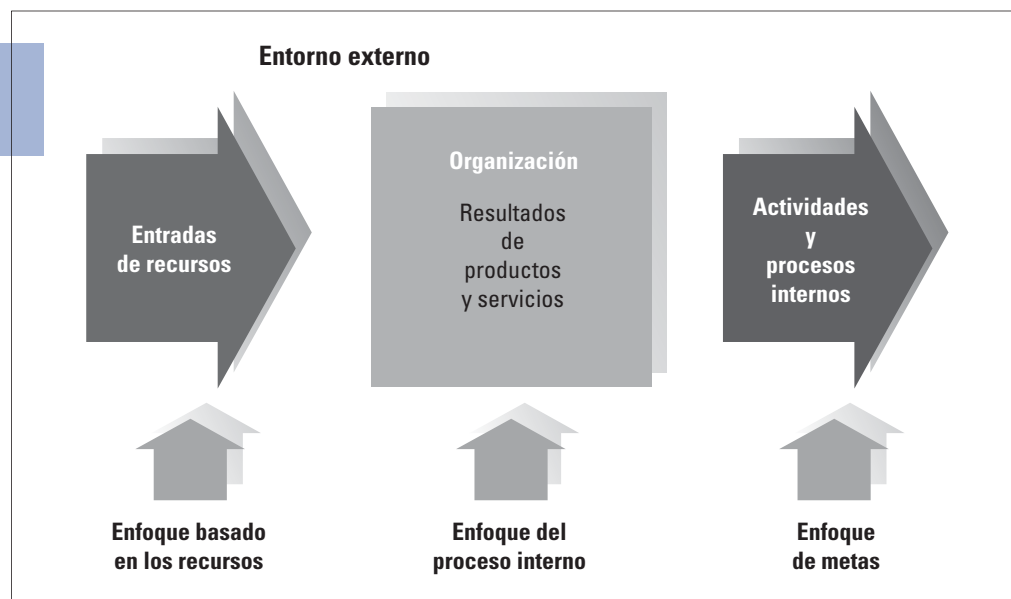 Entorno externo
Entradas
de recursos
Organización
Resultados
de
productos
y servicios
Actividades
y
procesos
internos
Enfoque basado
en los recursos
Enfoque del
proceso interno
Enfoque
de metas